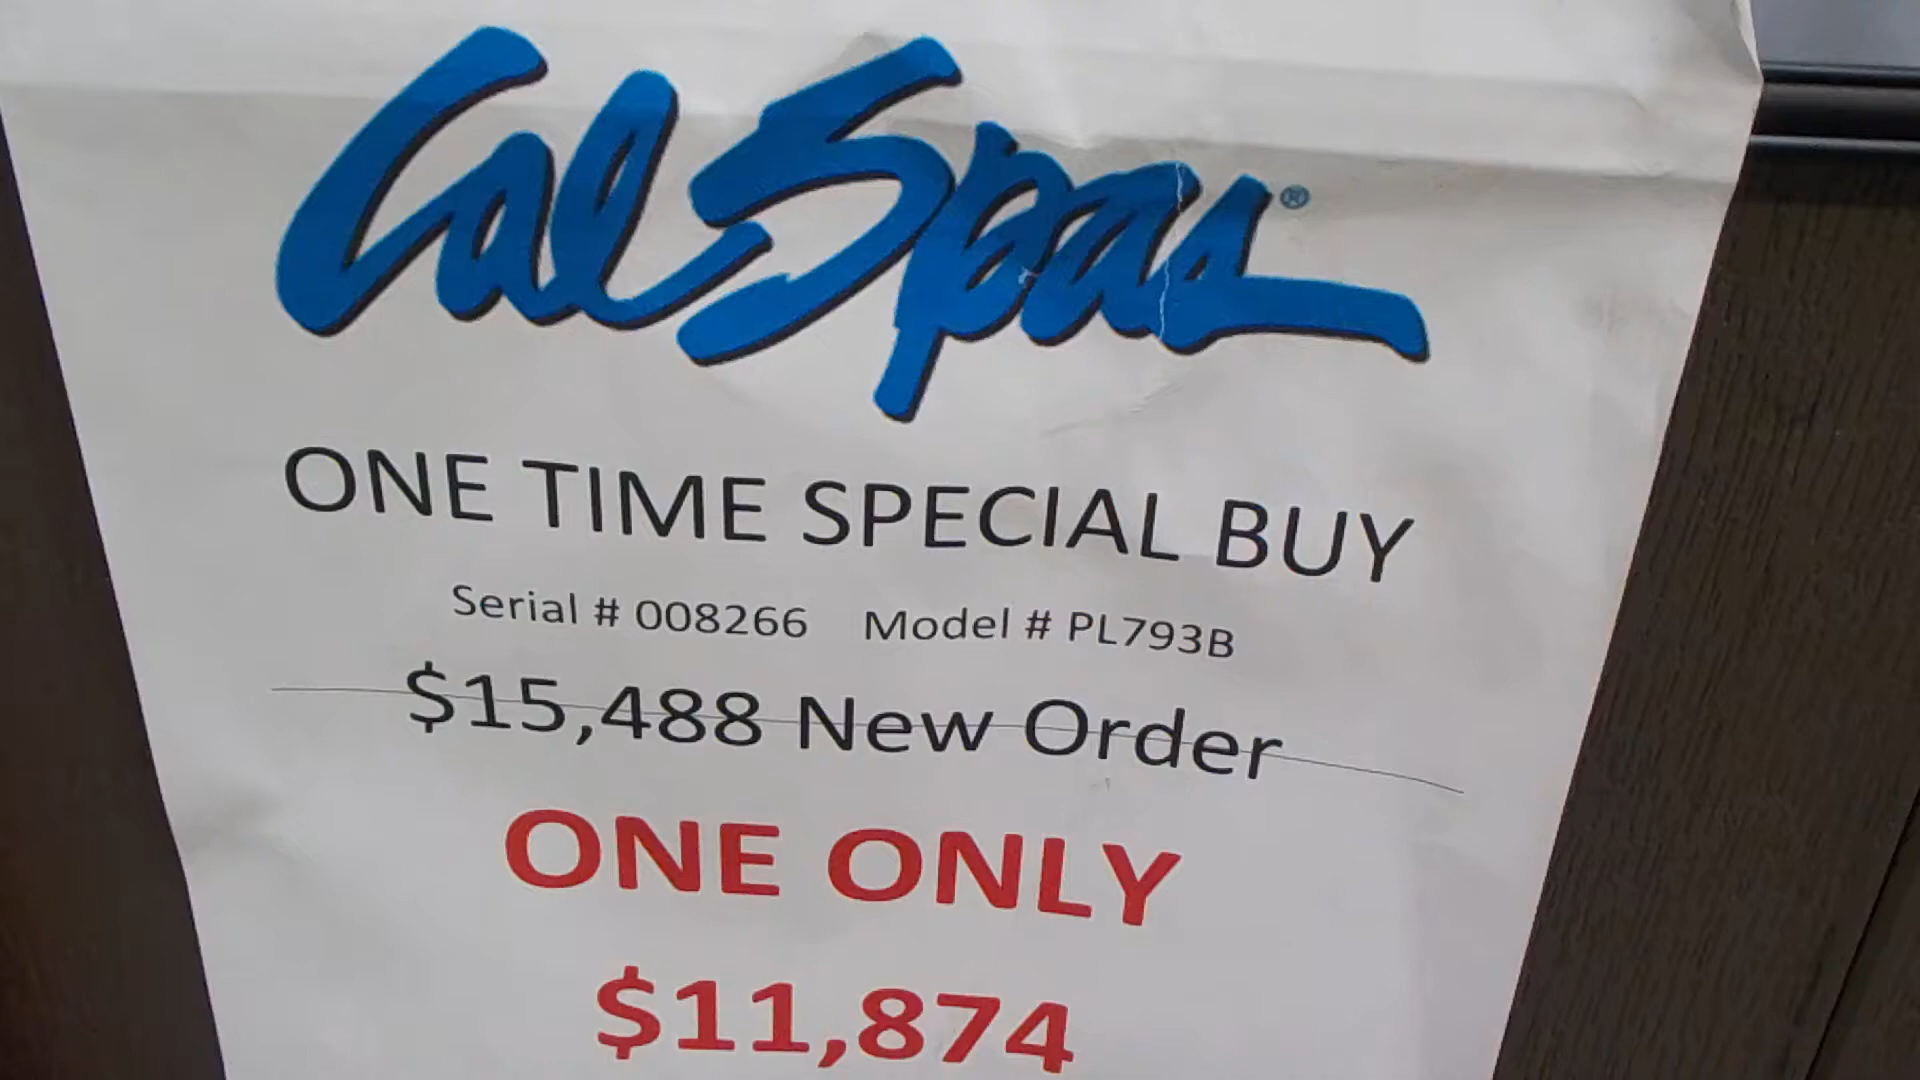 Cal Spas®
ONE TIME SPECIAL BUY
Serial # 008266 Model # PL793B
$15,488 New Order
ONE ONLY
$11,874